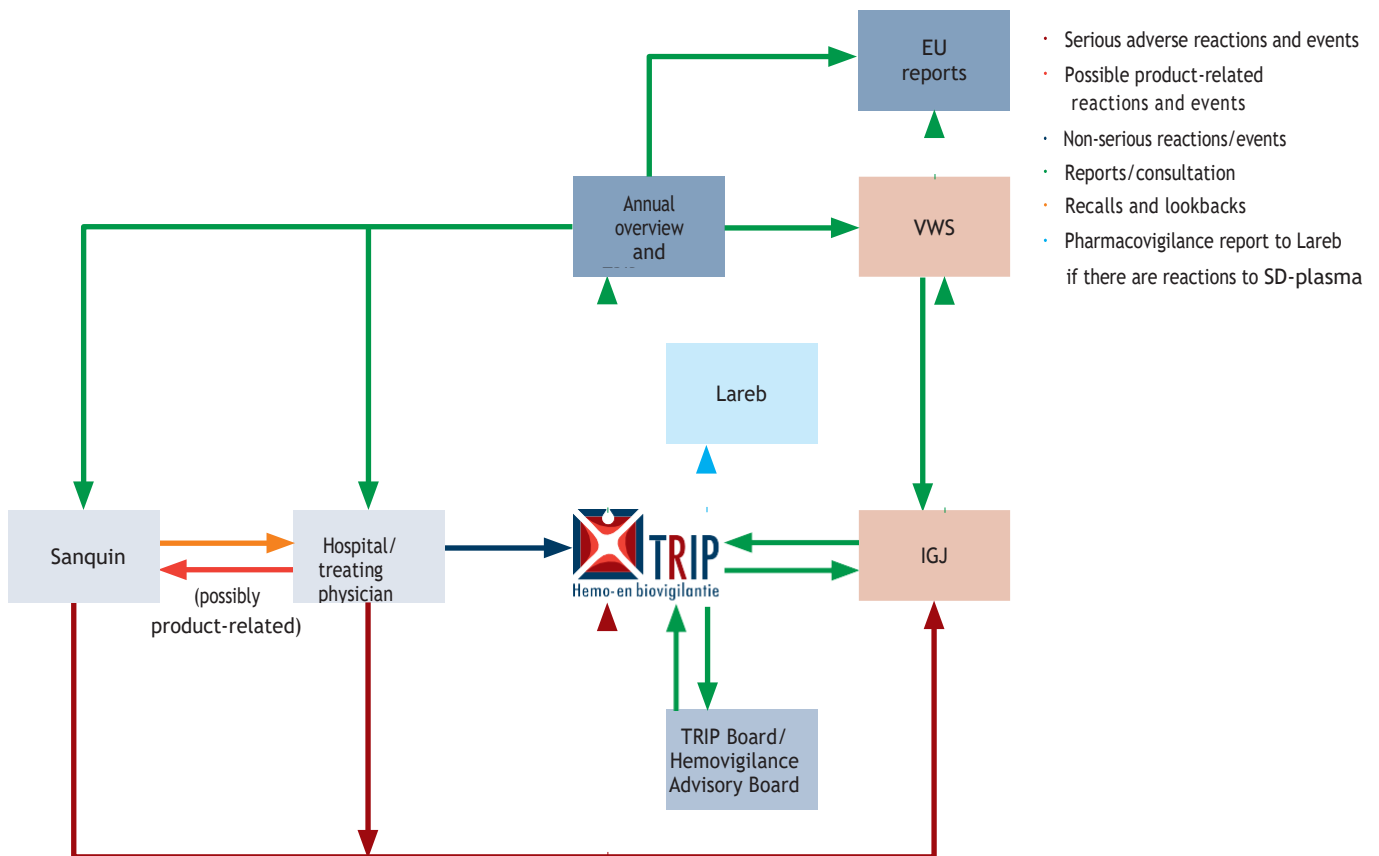 EU
reports
Serious adverse reactions and events
Possible product-related
reactions and events
Non-serious reactions/events
Reports/consultation
Recalls and lookbacks
Pharmacovigilance report to Lareb
if there are reactions to SD-plasma
Annual
overview
and
VWS
Lareb
Sanquin
Hospital/
treating
physician
(possibly
product-related)
TRIP
Hemo-en biovigilantie
IGJ
TRIP Board/
Hemovigilance
Advisory Board